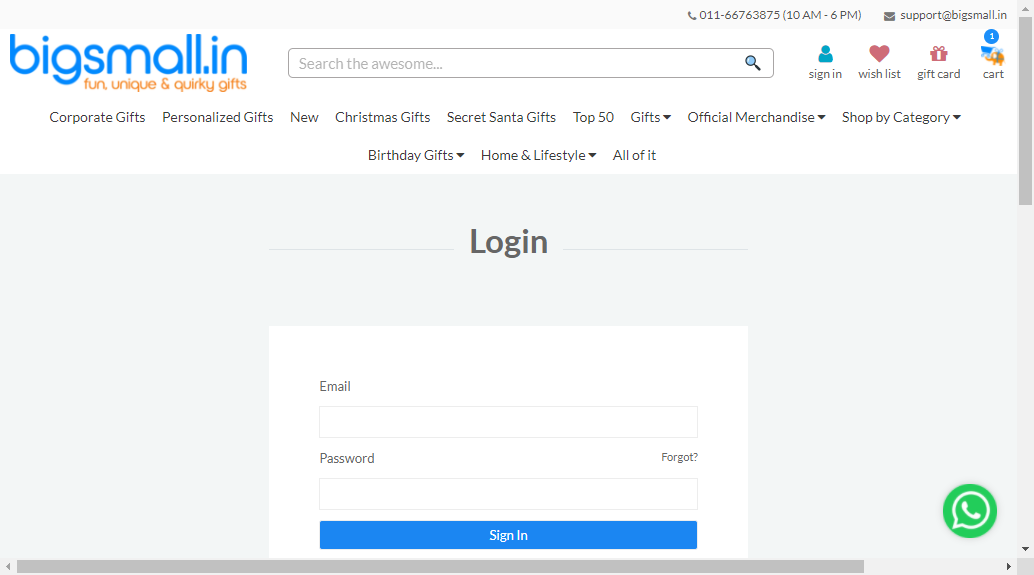 011-66763875 (10 AM - 6 PM) support@bigsmall.in
bigsmall.in
fun, unique & quirky gifts
Search the awesome...
1
sign in wish list gift card cart
Corporate Gifts Personalized Gifts New Christmas Gifts Secret Santa Gifts Top 50 Gifts Official Merchandise Shop by Category
Birthday Gifts Home & Lifestyle All of it
Login
Email
Password Forgot?
Sign In